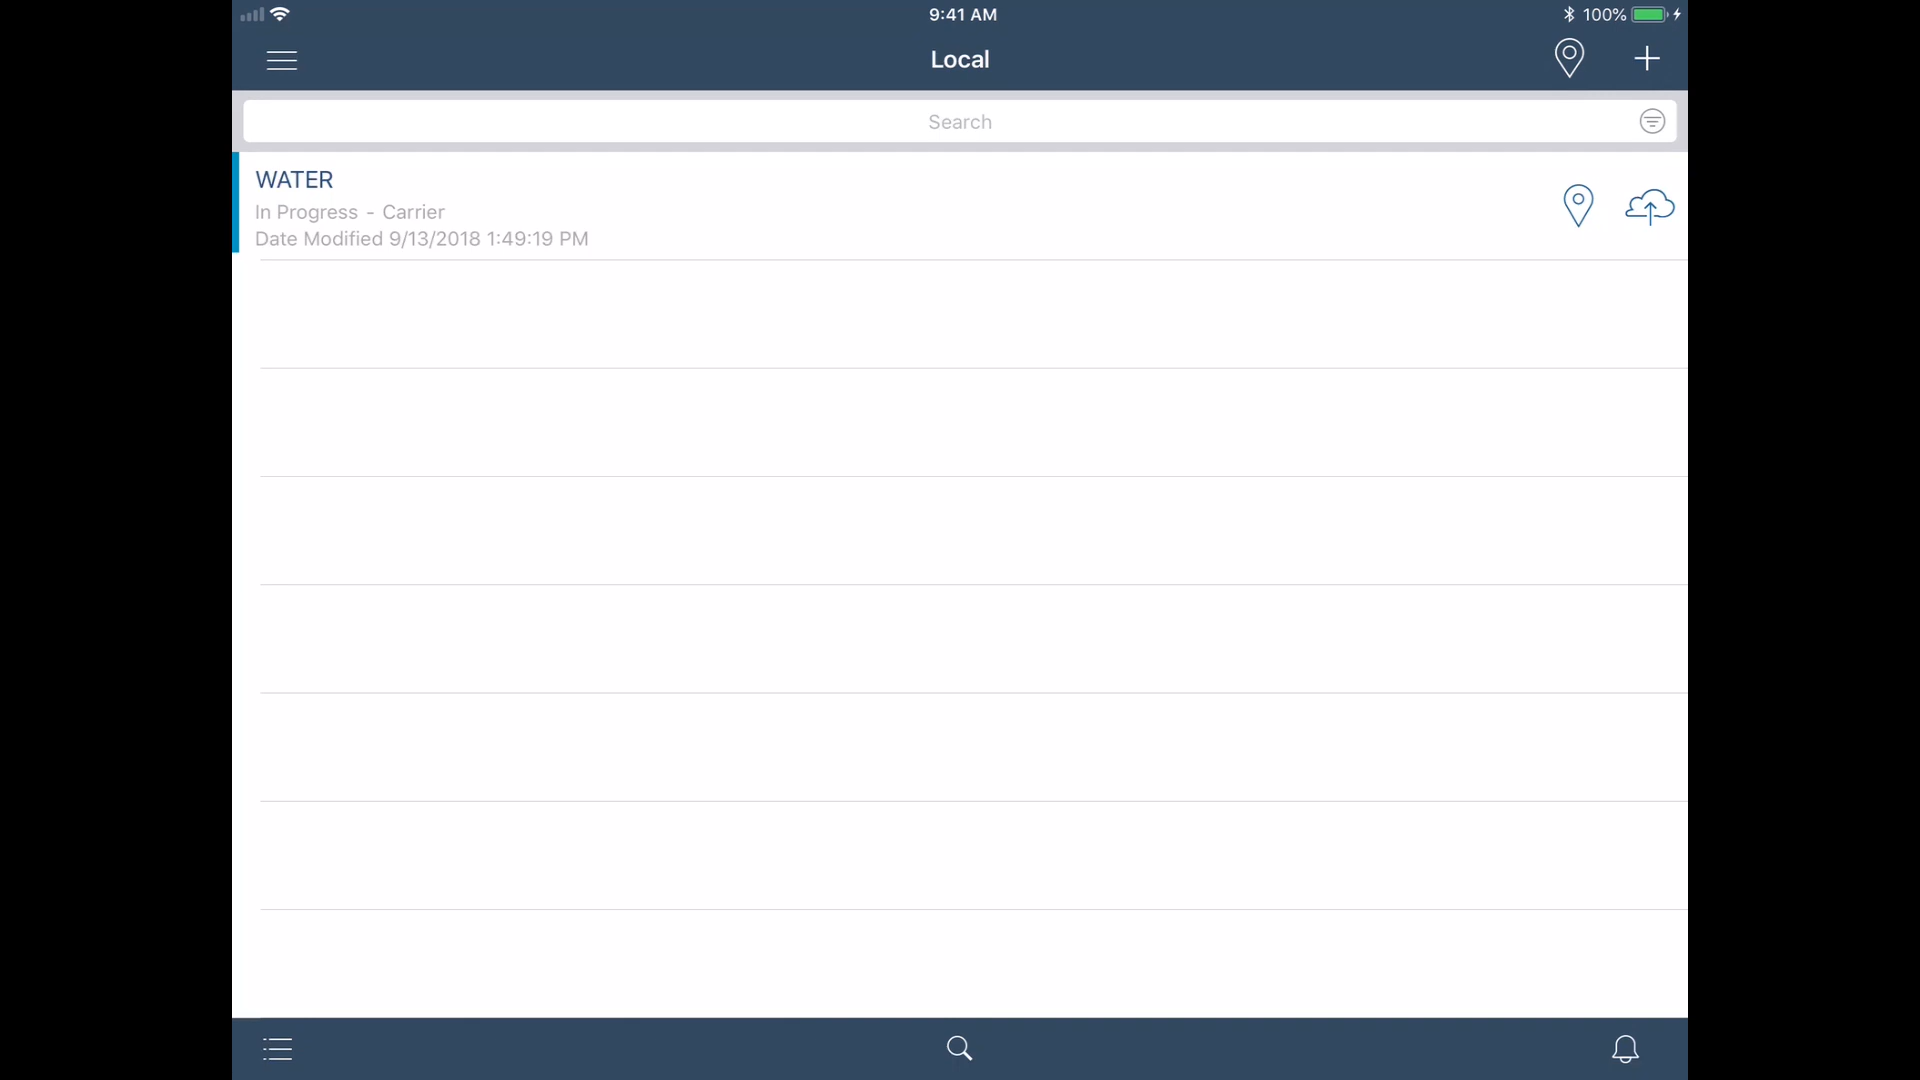 9:41 AM
100%
Local
Search
WATER
In Progress - Carrier
Date Modified 9/13/2018 1:49:19 PM